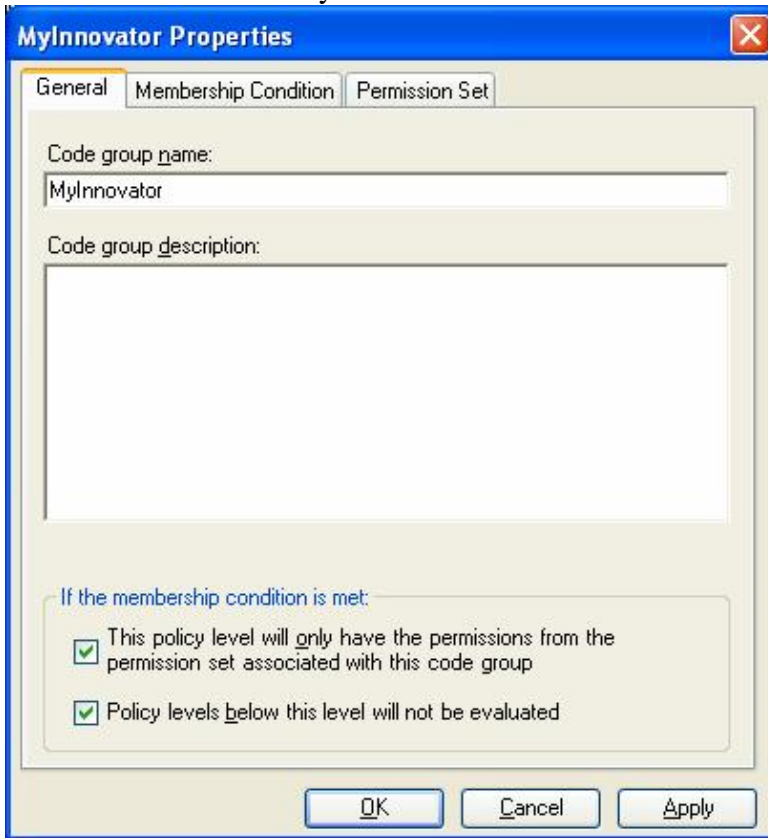 MyInnovator Properties
General Membership Condition Permission Set
Code group name:
MyInnovator
Code group description:
If the membership condition is met:
This policy level will only have the permissions from the
permission set associated with this code group
Policy levels below this level will not be evaluated
OK Cancel Apply